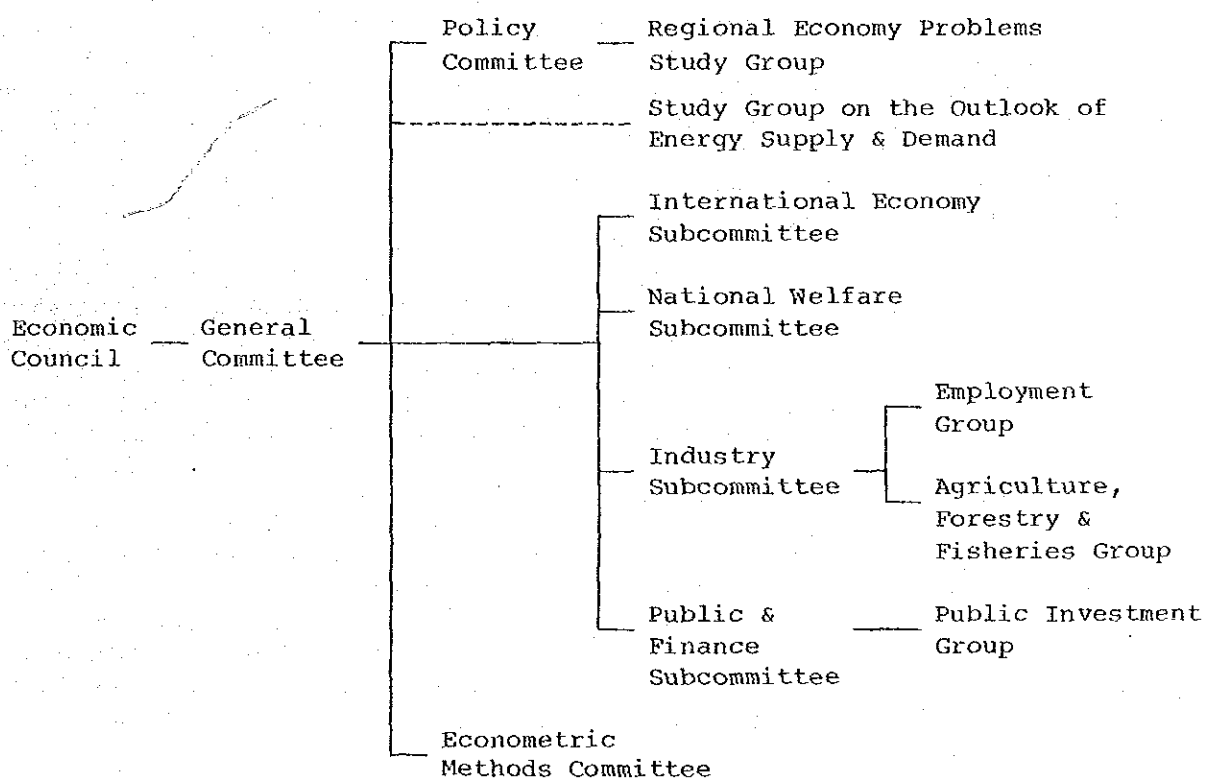 Policy
Committee
Regional Economy Problems
Study Group
Study Group on the Outlook of
Energy Supply & Demand
International Economy
Subcommittee
National Welfare
Subcommittee
Economic
Council
General
Committee
Employment
Group
Industry
Subcommittee
Agriculture,
Forestry &
Fisheries Group
Public &
Finance
Subcommittee
Public Investment
Group
Econometric
Methods Committee